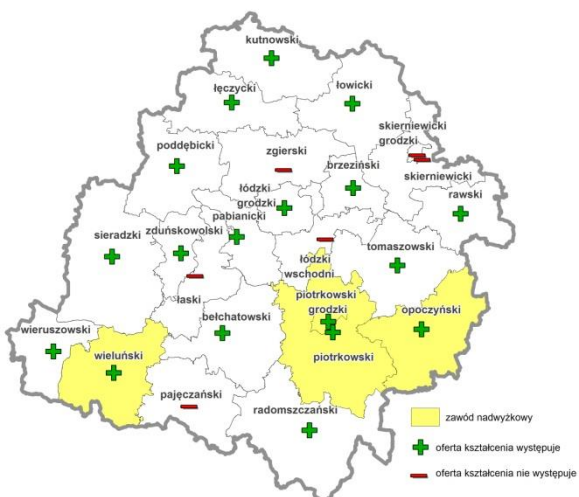 kutnowski
łęczycki
łowicki
skierniewicki
grodzki
poddębicki
zgierski
brzeziński
skierniewicki
łódzki
grodzki
rawski
pabianicki
sieradzki
zduńskowolski
tomaszowski
łódzki
wschodni
łaski
piotrkowski
grodzki
opoczyński
bełchatowski
wieruszowski
wieluński
piotrkowski
pajęczański
radomszczański
zawód nadwyżkowy
oferta kształcenia występuje
oferta kształcenia nie występuje